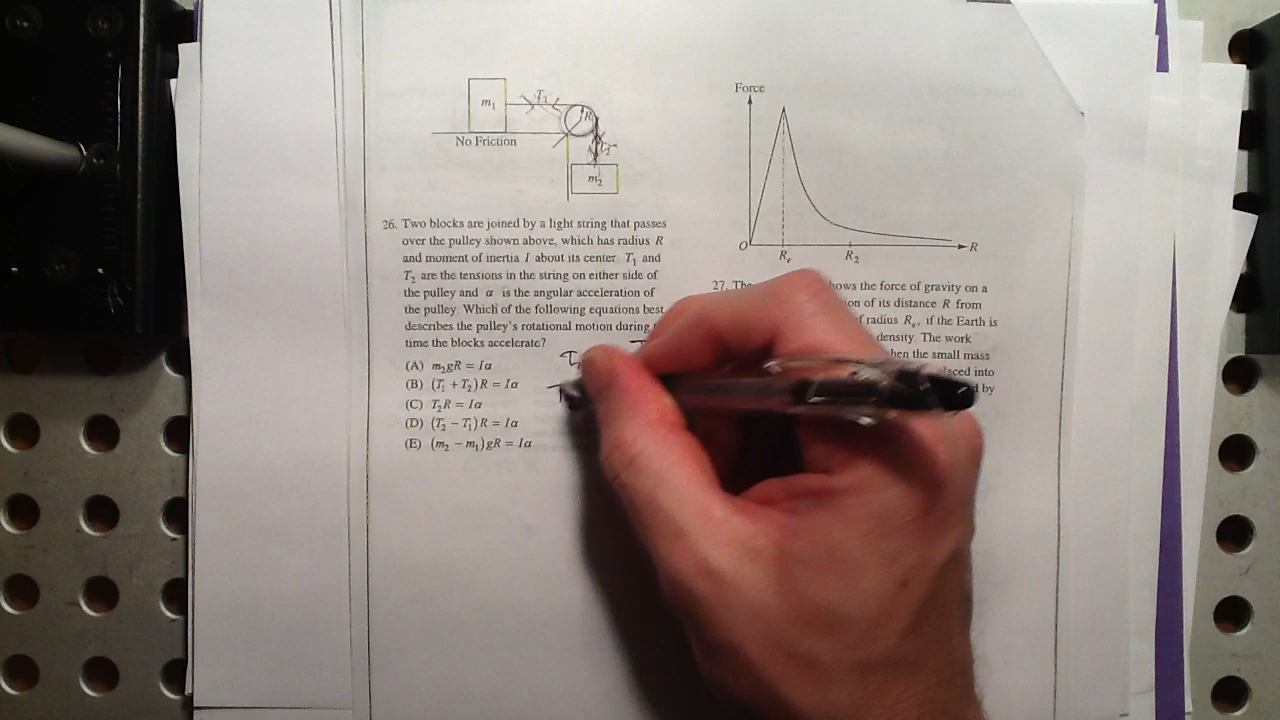 m₁
T₁
R
No Friction
T₂
m₂
26. Two blocks are joined by a light string that passes
over the pulley shown above, which has radius R
and moment of inertia I about its center. T₁ and
T₂ are the tensions in the string on either side of
the pulley and α is the angular acceleration of
the pulley. Which of the following equations best
describes the pulley's rotational motion during
time the blocks accelerate?
(A) m₂gR = Iα
(B) (T₁ + T₂)R = Iα
(C) T₂R = Iα
(D) (T₂ − T₁)R = Iα
(E) (m₂ − m₁)gR = Iα
Force
O
Rₑ
R₂
R
27. The
hows the force of gravity on a
of its distance R from
radius Rₑ, if the Earth is
density. The work
the small mass
into
by